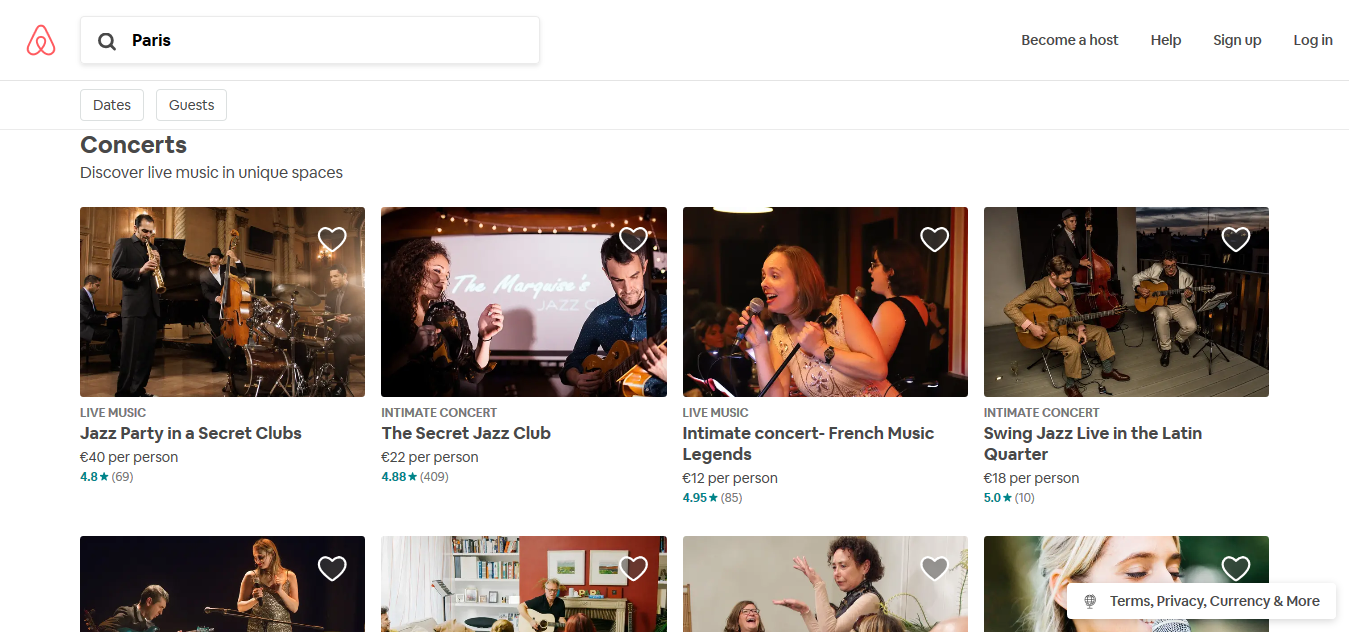 Paris
Become a host
Help
Sign up
Log in
Dates
Guests
Concerts
Discover live music in unique spaces
The Marquise's
JAZZ
LIVE MUSIC
Jazz Party in a Secret Clubs
€40 per person
4.8★(69)
INTIMATE CONCERT
The Secret Jazz Club
€22 per person
4.88★(409)
LIVE MUSIC
Intimate concert- French Music
Legends
€12 per person
4.95★(85)
INTIMATE CONCERT
Swing Jazz Live in the Latin
Quarter
€18 per person
5.0★(10)
Terms, Privacy, Currency & More